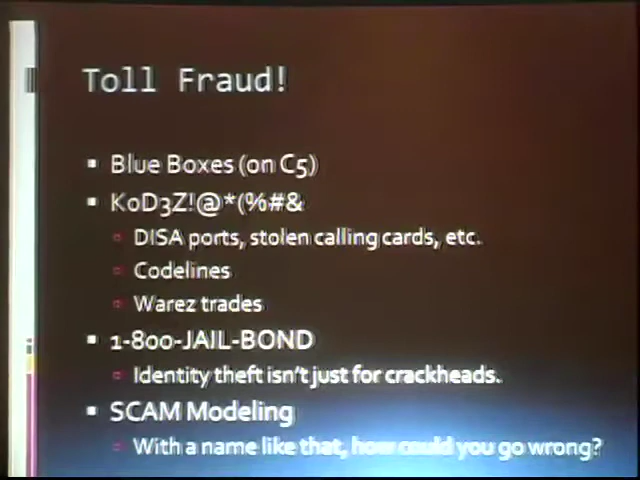 Toll Fraud!
Blue Boxes (on C5)
KoD3Z!@*(%#&
DISA ports, stolen calling cards, etc.
Codelines
Warez trades
1-800-JAIL-BOND
Identity theft isn't just for crackheads.
SCAM Modeling
With a name like that, how could you go wrong?